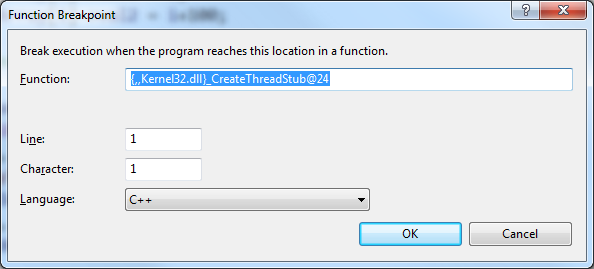 Function Breakpoint
Break execution when the program reaches this location in a function.
Function: {,,Kernel32.dll}_CreateThreadStub@24
Line: 1
Character: 1
Language: C++
OK Cancel